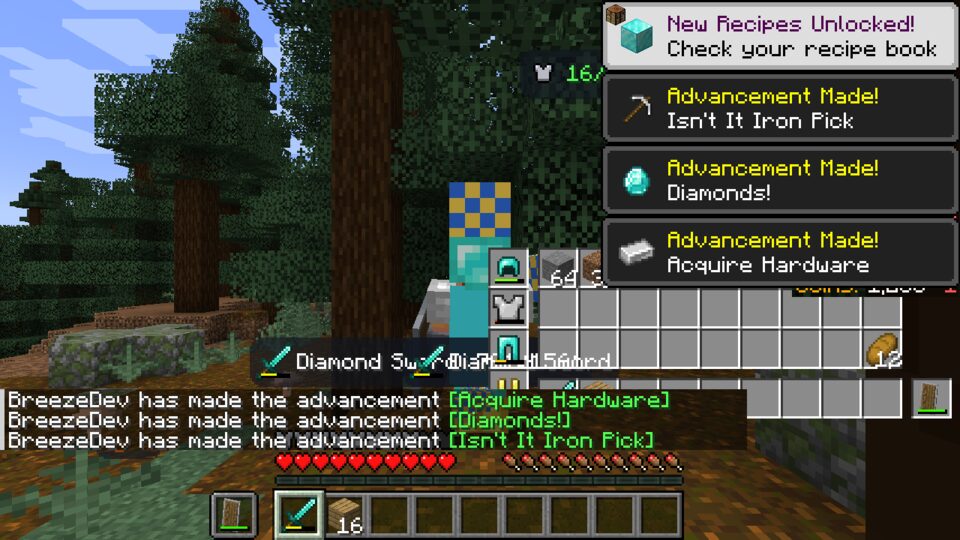 New Recipes Unlocked!
Check your recipe book
16/
Advancement Made!
Isn't It Iron Pick
Advancement Made!
Diamonds!
Advancement Made!
Acquire Hardware
64
12
Diamond
BreezeDev has made the advancement [Acquire Hardware]
BreezeDev has made the advancement [Diamonds!]
BreezeDev has made the advancement [Isn't It Iron Pick]
16